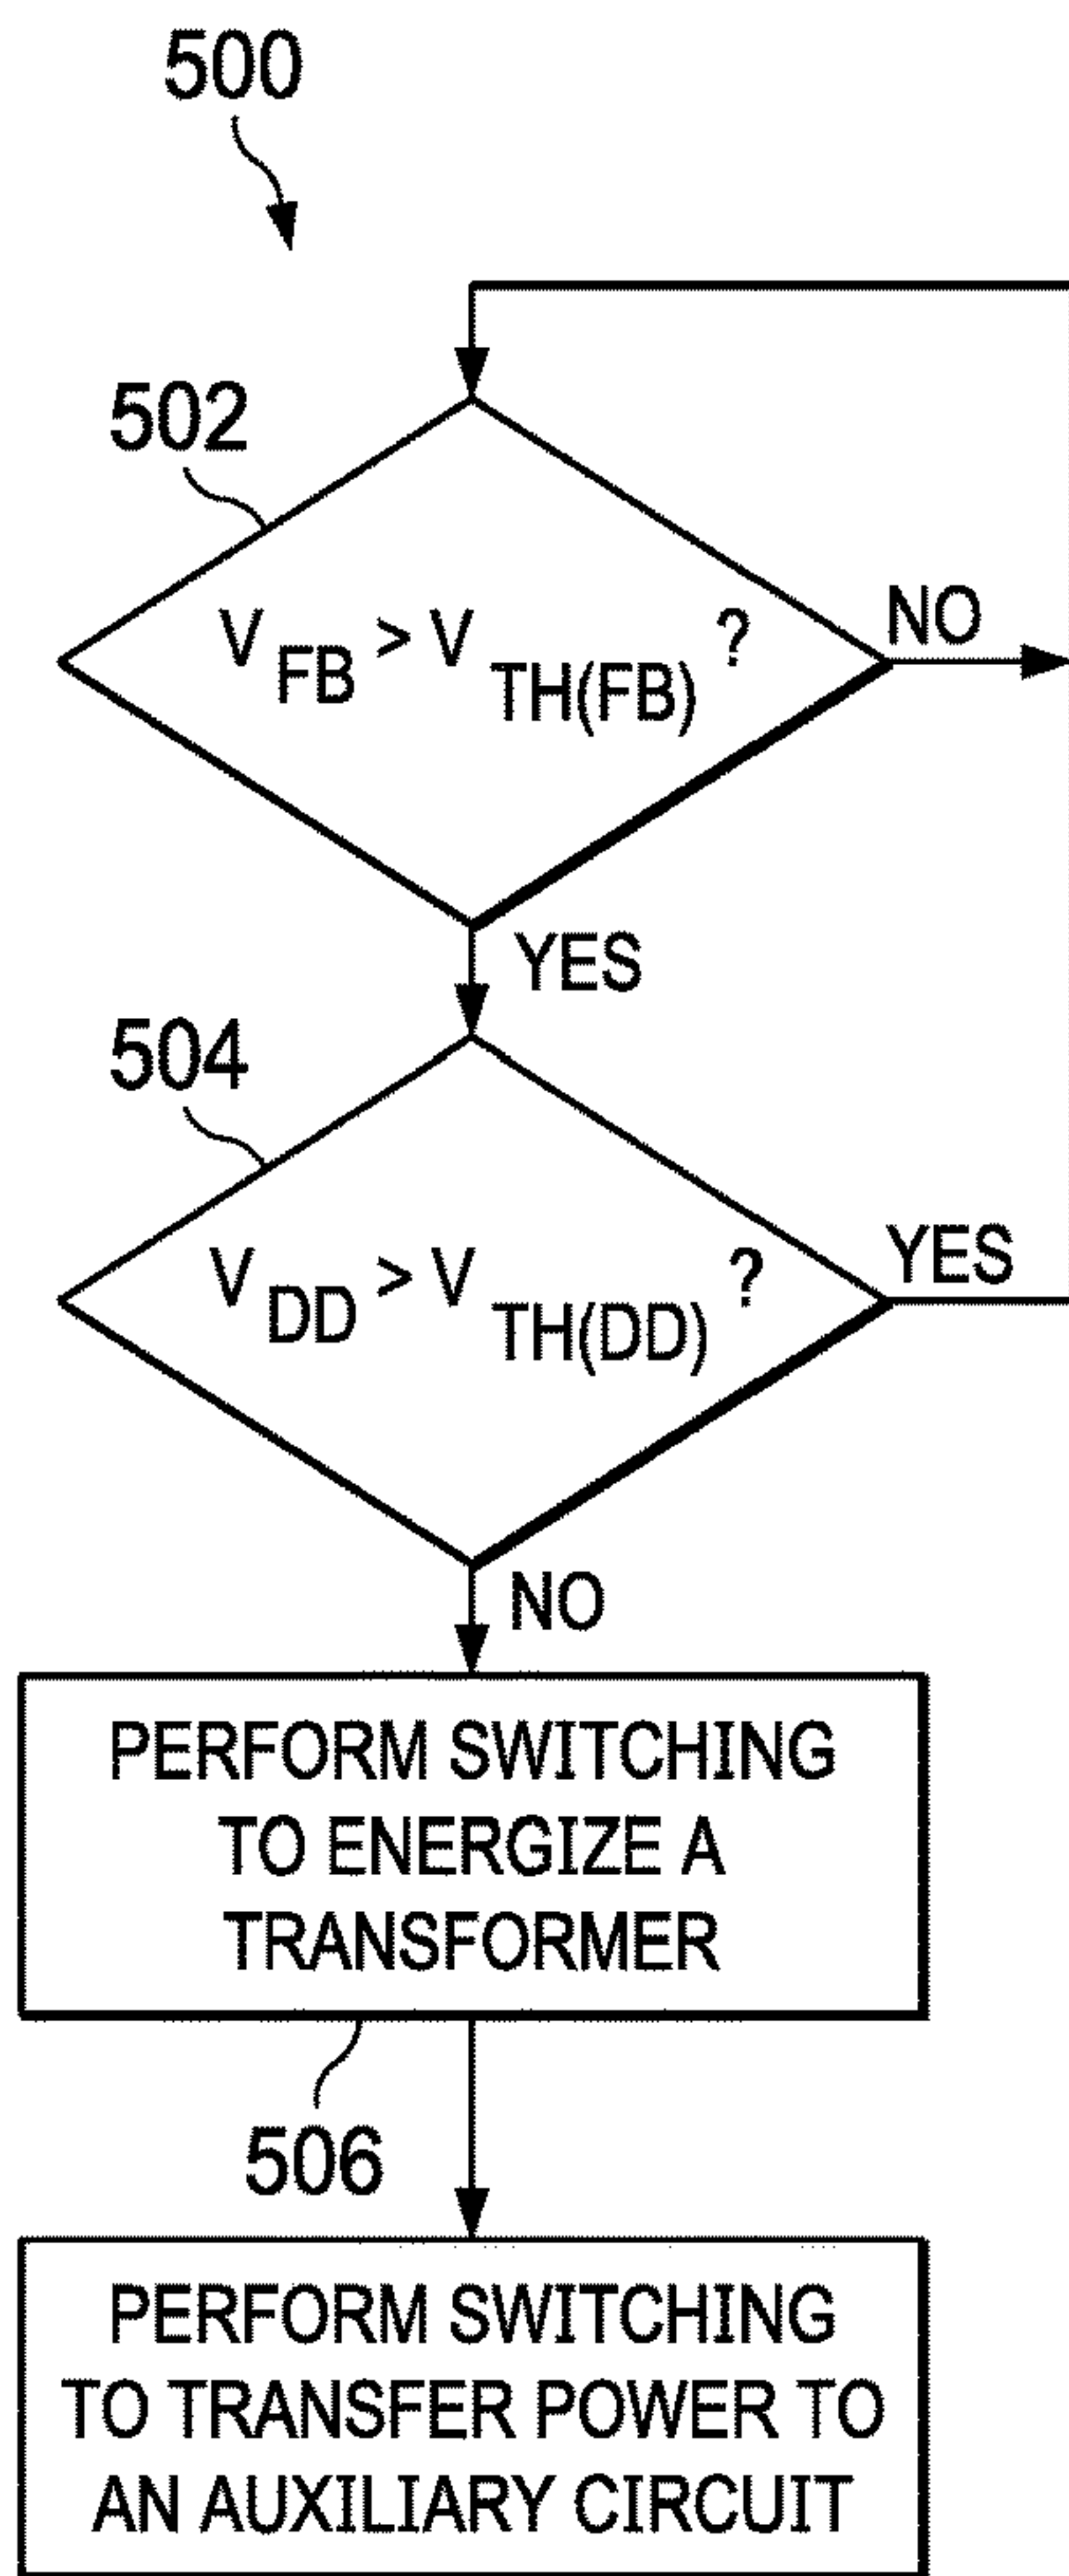 500
502
V FB > V TH(FB) ?
NO
YES
504
V DD > V TH(DD) ?
YES
NO
PERFORM SWITCHING
TO ENERGIZE A
TRANSFORMER
506
PERFORM SWITCHING
TO TRANSFER POWER TO
AN AUXILIARY CIRCUIT